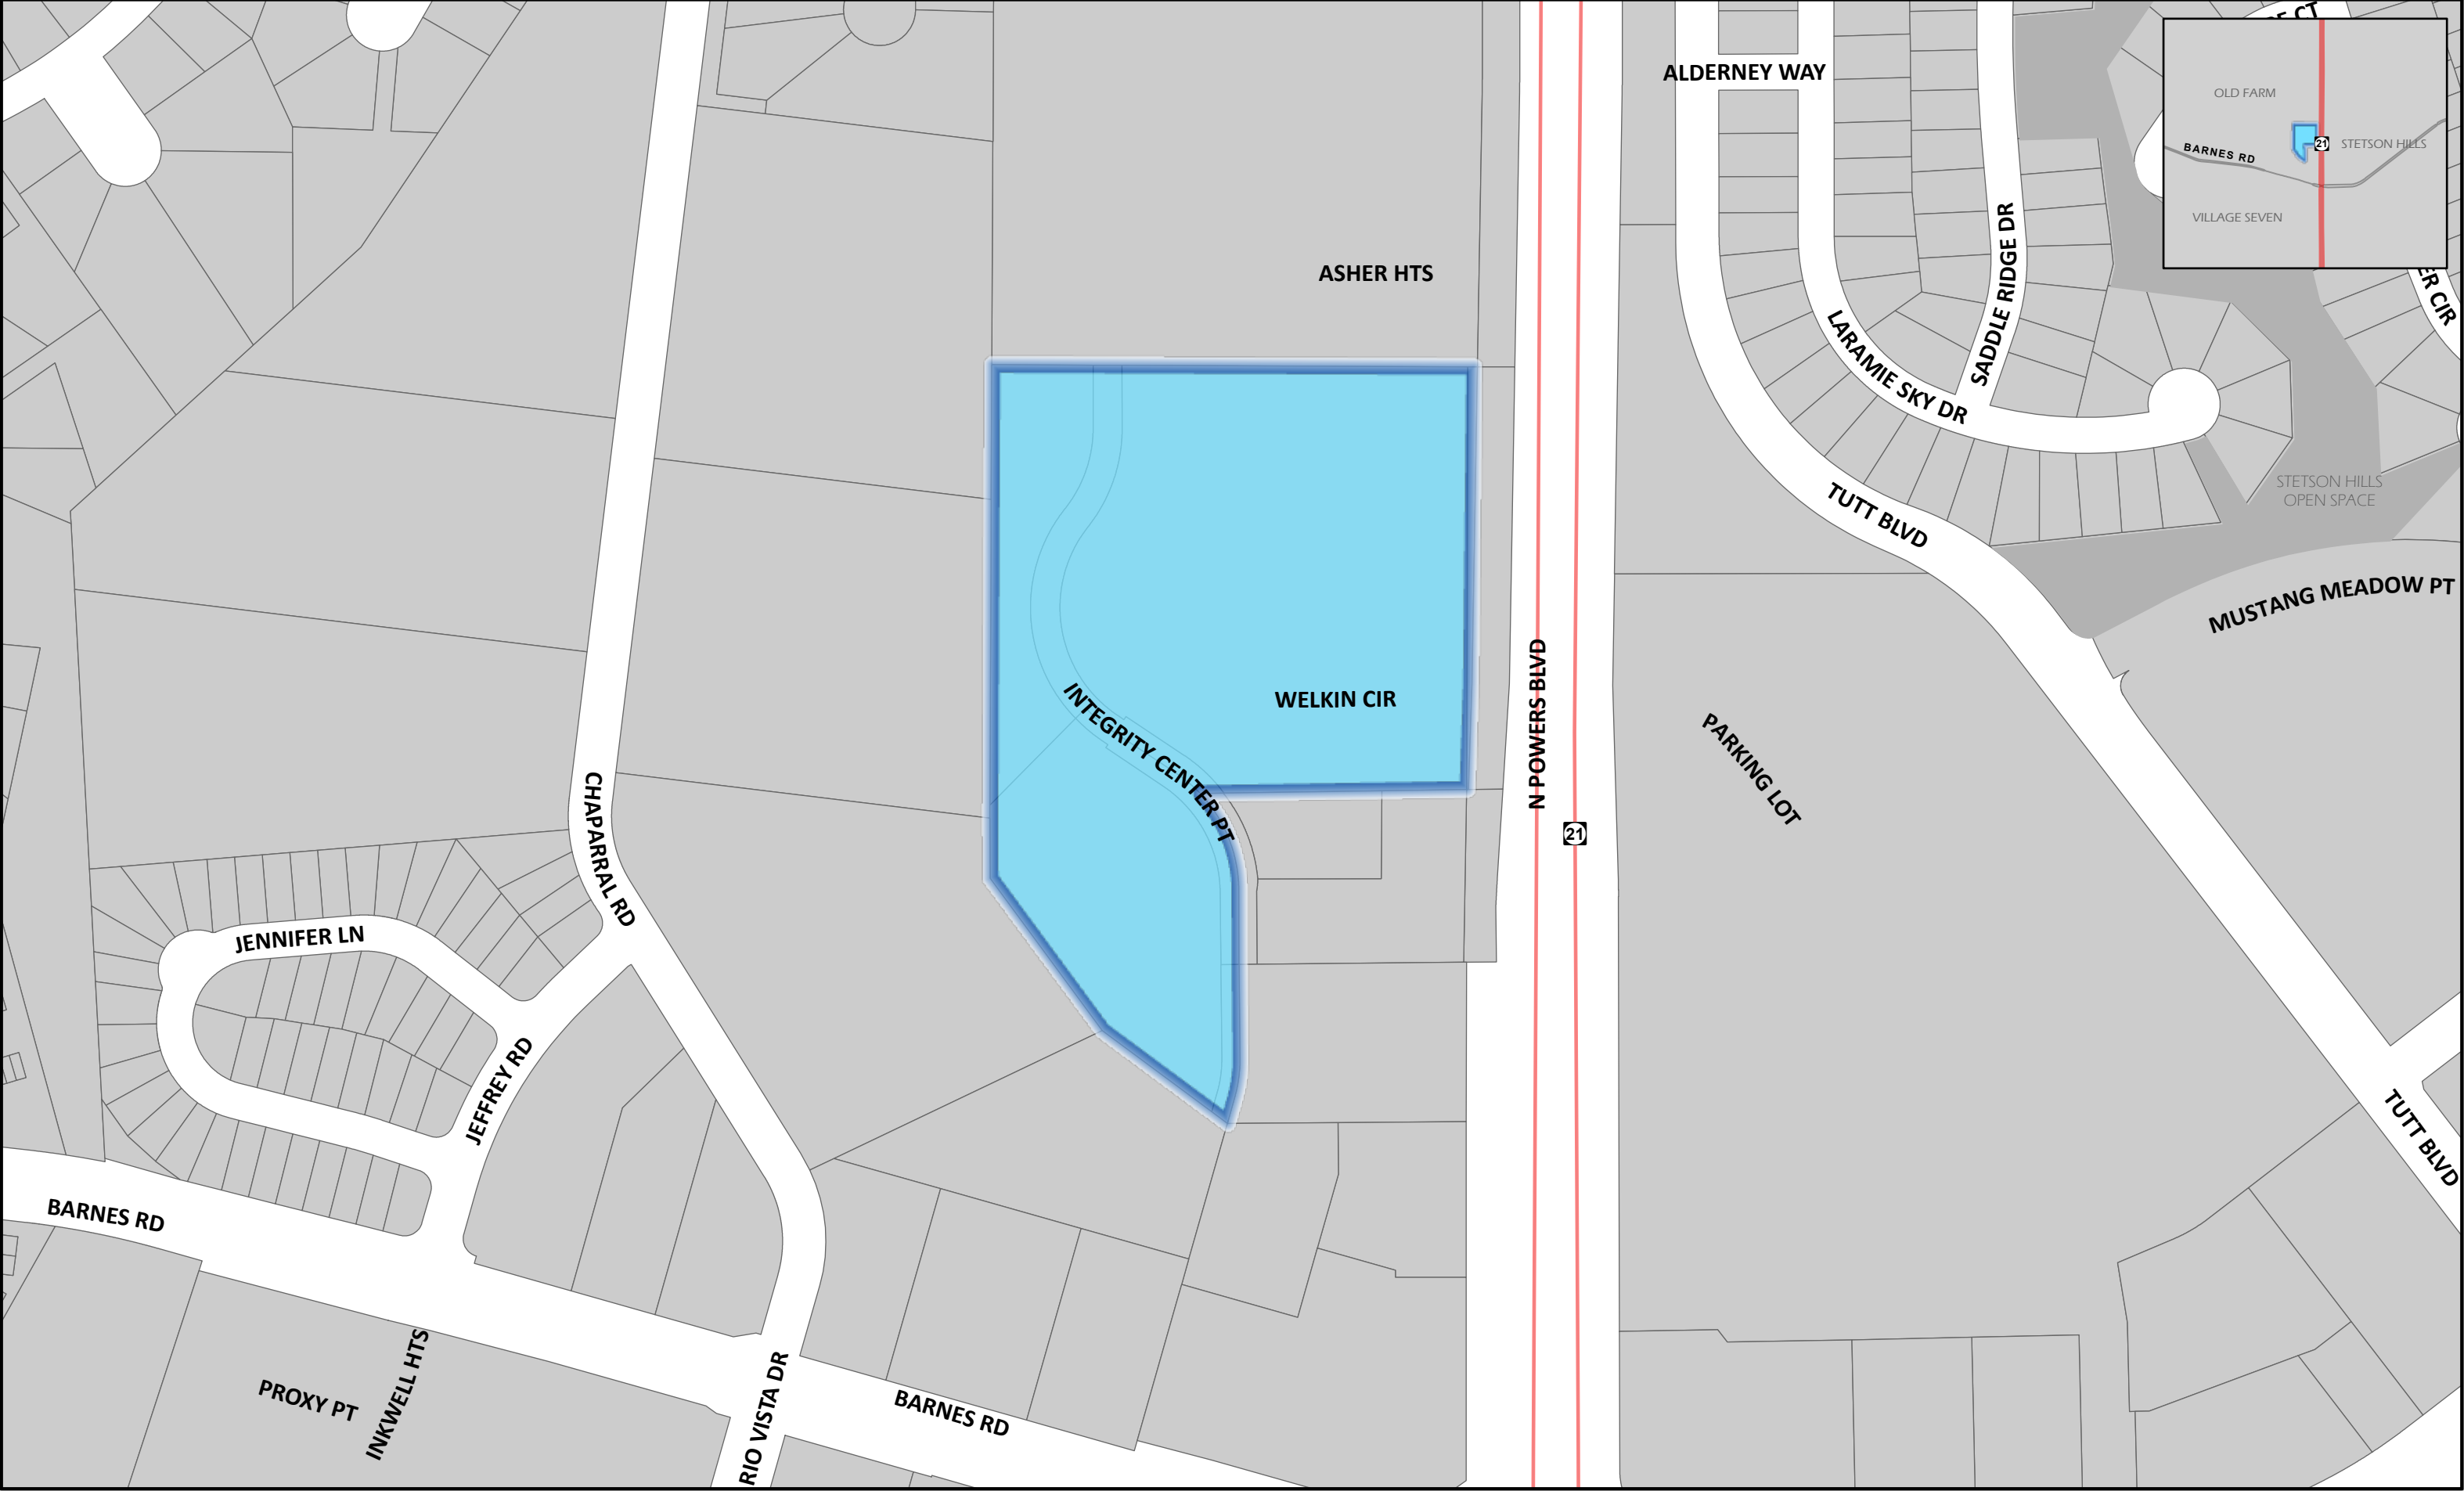 ALDERNEY WAY
OLD FARM
21
STETSON HILLS
BARNES RD
VILLAGE SEVEN
ASHER HTS
SADDLE RIDGE DR
LARAMIE SKY DR
TUTT BLVD
STETSON HILLS
OPEN SPACE
MUSTANG MEADOW PT
INTEGRITY CENTER PT
WELKIN CIR
N POWERS BLVD
PARKING LOT
21
CHAPARRAL RD
JENNIFER LN
JEFFREY RD
TUTT BLVD
BARNES RD
PROXY PT
INKWELL HTS
RIO VISTA DR
BARNES RD
CT
CIR